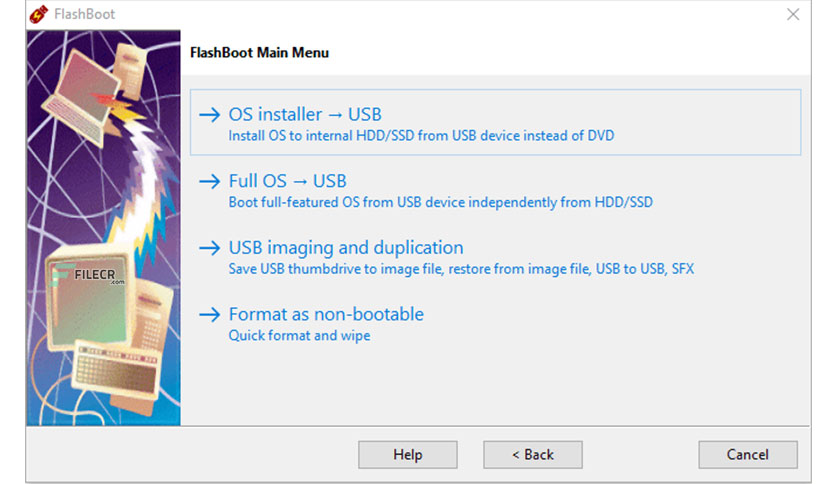 FlashBoot
FlashBoot Main Menu
OS installer → USB
Install OS to internal HDD/SSD from USB device instead of DVD
Full OS → USB
Boot full-featured OS from USB device independently from HDD/SSD
USB imaging and duplication
Save USB thumbdrive to image file, restore from image file, USB to USB, SFX
Format as non-bootable
Quick format and wipe
FILECR
.com
Help
< Back
Cancel